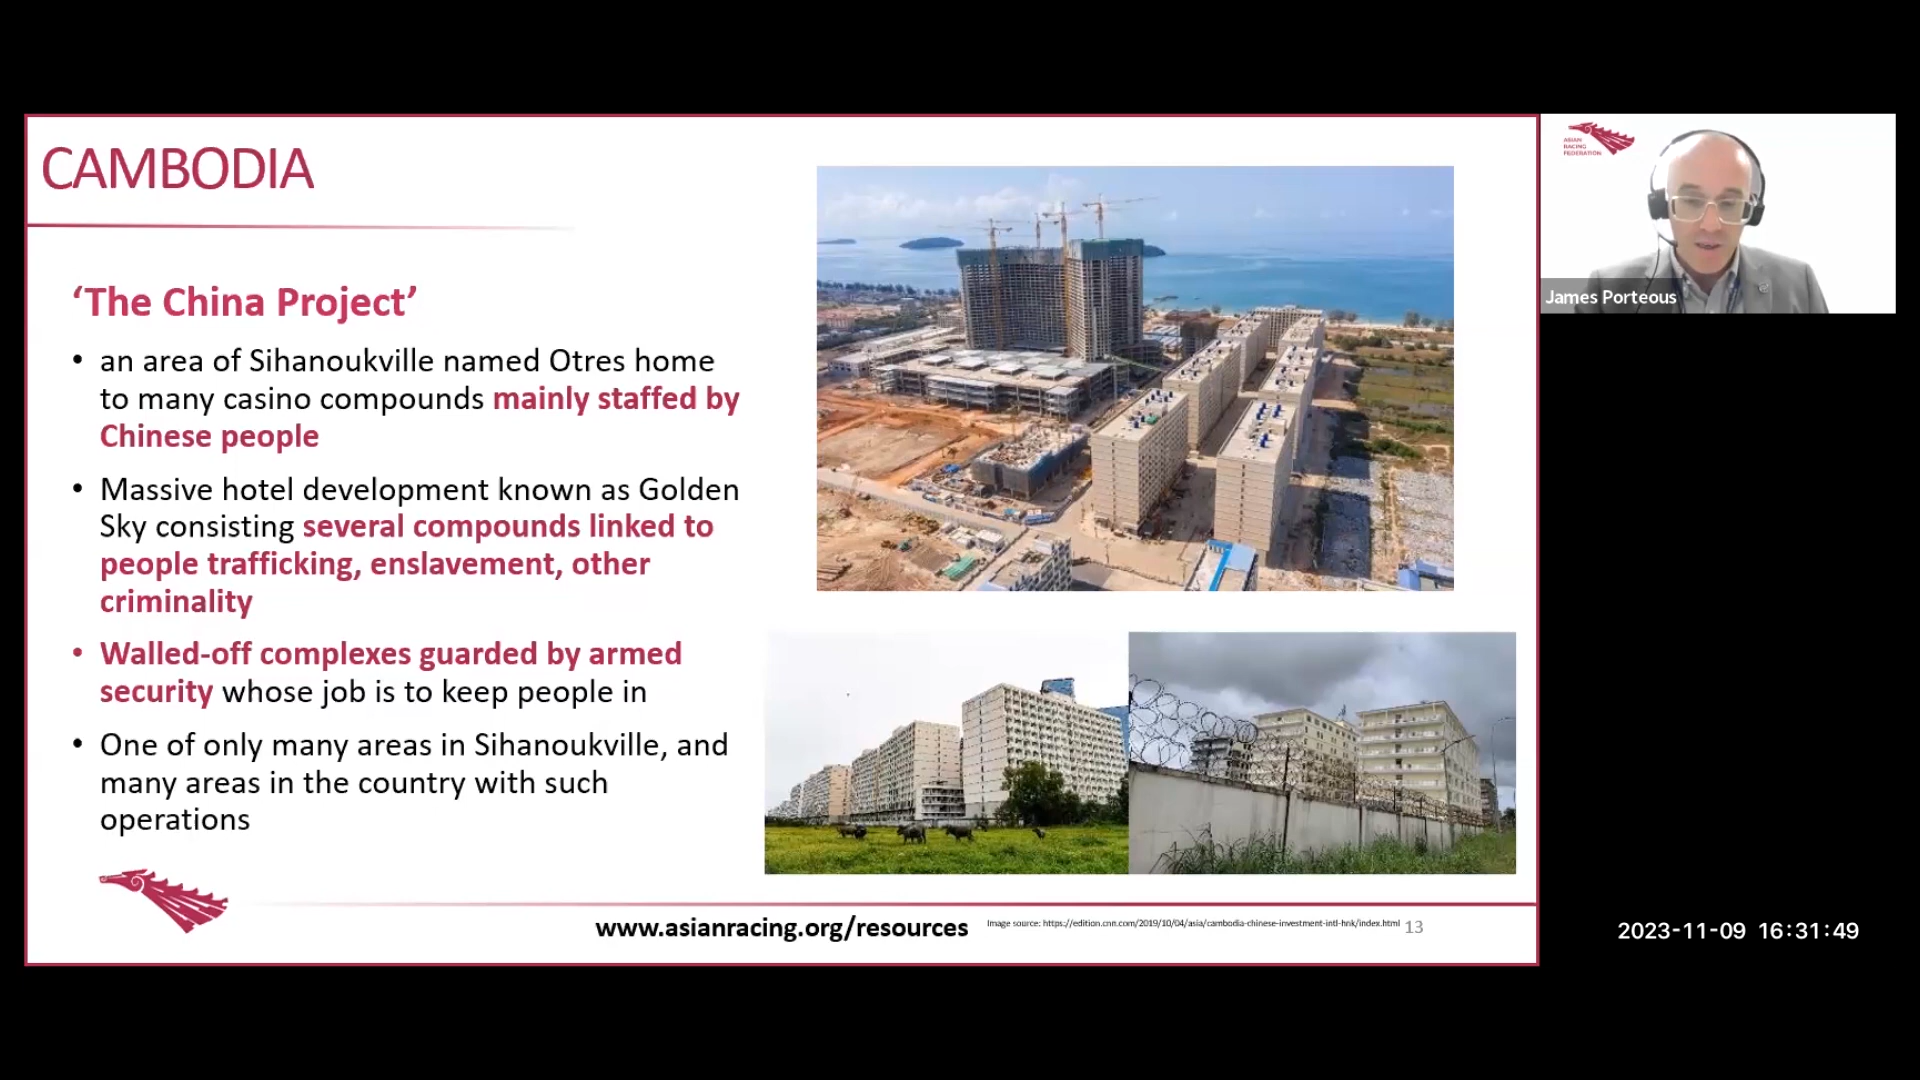 CAMBODIA
‘The China Project’
• an area of Sihanoukville named Otres home
to many casino compounds mainly staffed by
Chinese people
• Massive hotel development known as Golden
Sky consisting several compounds linked to
people trafficking, enslavement, other
criminality
• Walled-off complexes guarded by armed
security whose job is to keep people in
• One of only many areas in Sihanoukville, and
many areas in the country with such
operations
www.asianracing.org/resources
Image source: https://edition.cnn.com/2019/10/04/asia/cambodia-chinese-investment-intl-hnk/index.html
13
ASIAN
RACING
FEDERATION
James Porteous
2023-11-09 16:31:49